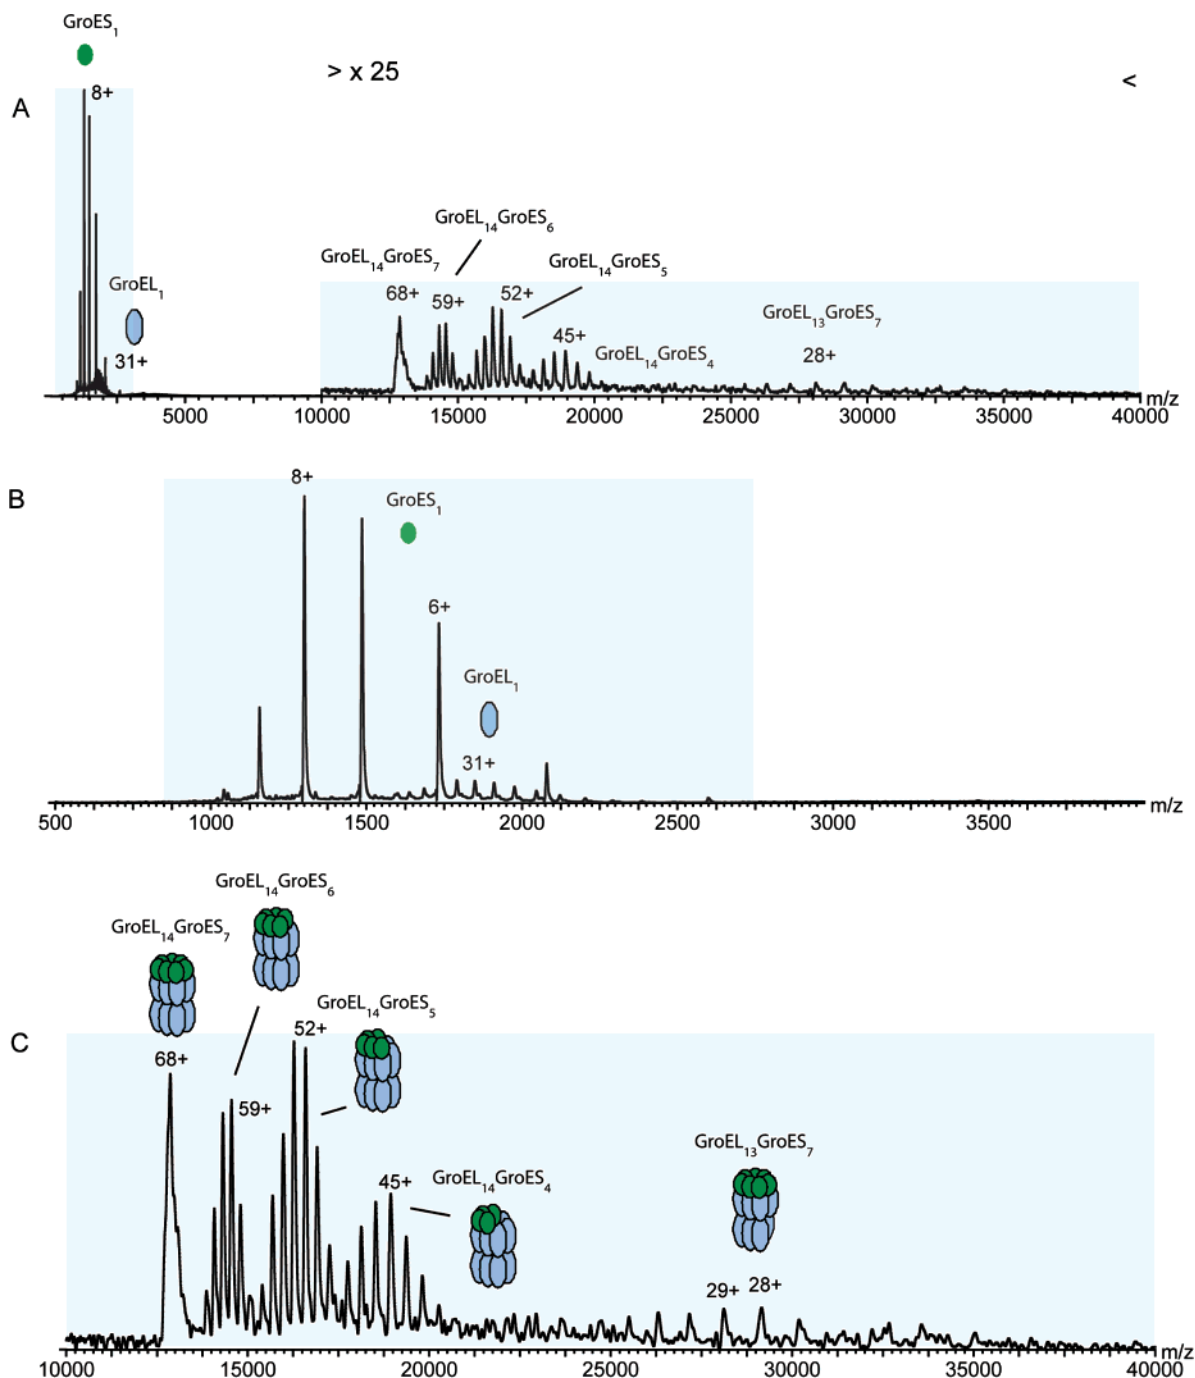 GroES₁
> x 25
<
A
8+
GroEL₁₄GroES₆
GroEL₁₄GroES₇
GroEL₁₄GroES₅
GroEL₁
68+
59+
52+
GroEL₁₃GroES₇
31+
45+
GroEL₁₄GroES₄
28+
5000 10000 15000 20000 25000 30000 35000 40000 m/z
B
8+
GroES₁
6+
GroEL₁
31+
500 1000 1500 2000 2500 3000 3500 m/z
GroEL₁₄GroES₆
GroEL₁₄GroES₇
GroEL₁₄GroES₅
C
52+
68+
59+
GroEL₁₃GroES₇
45+
GroEL₁₄GroES₄
29+ 28+
10000 15000 20000 25000 30000 35000 40000 m/z